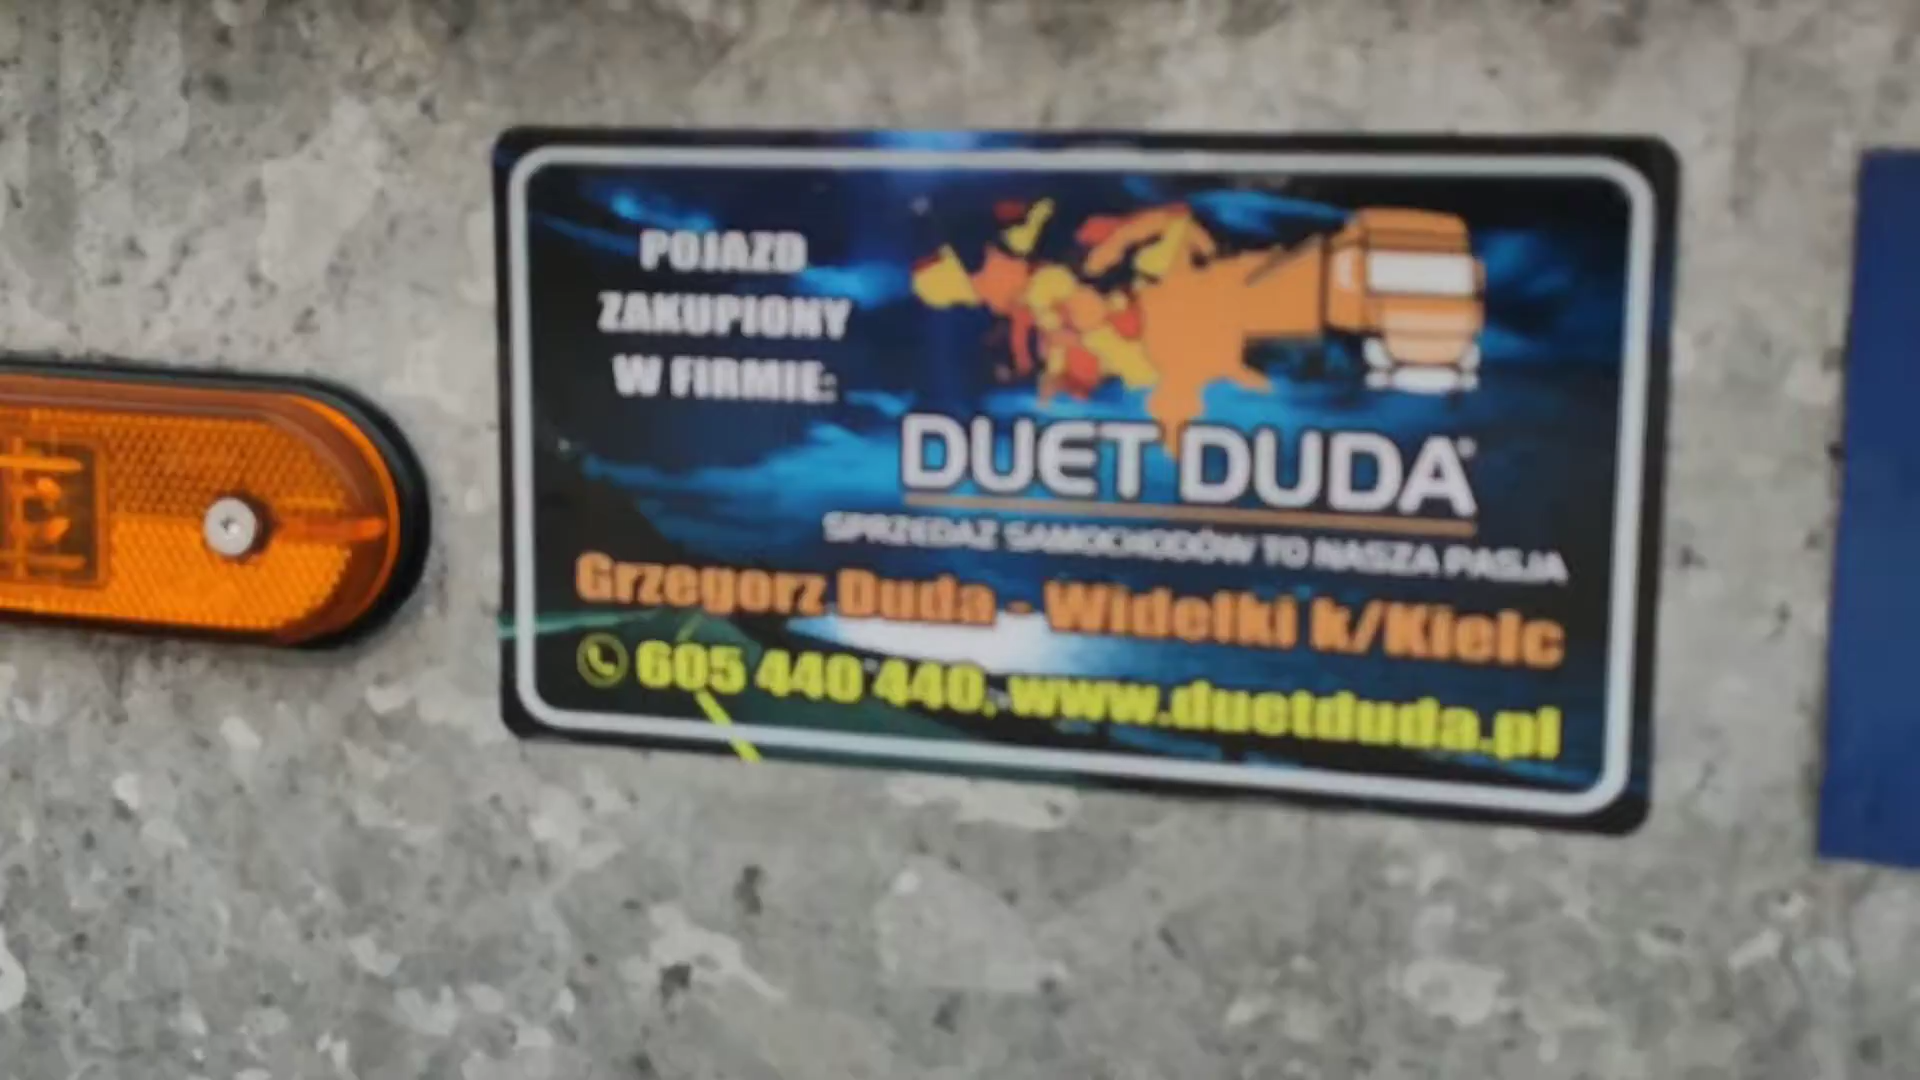 POJAZD
ZAKUPIONY
W FIRMIE:
DUET DUDA®
SPRZEDAŻ SAMOCHODÓW TO NASZA PASJA
Grzegorz Duda - Widełki k/Kielc
605 440 440, www.duetduda.pl